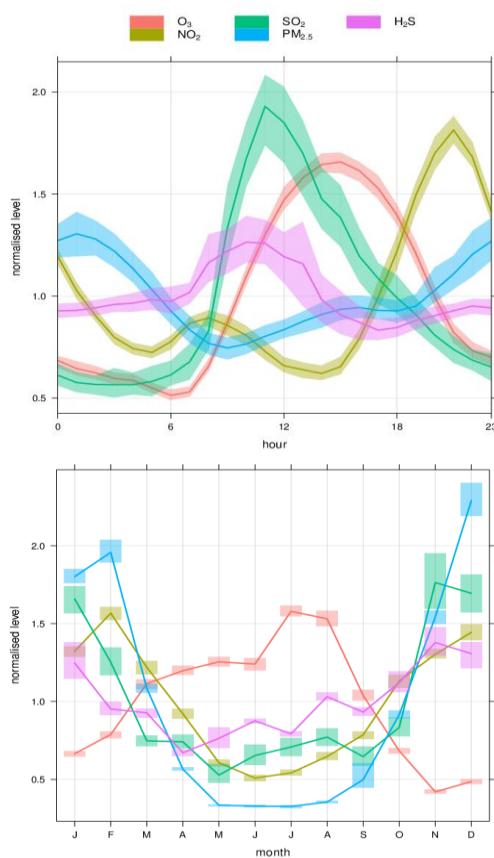 O₃ SO₂ H₂S
NO₂ PM₂.₅
2.0
1.5
1.0
0.5
normalised level
0 6 12 18 23
hour
2.0
1.5
1.0
0.5
normalised level
J F M A M J J A S O N D
month